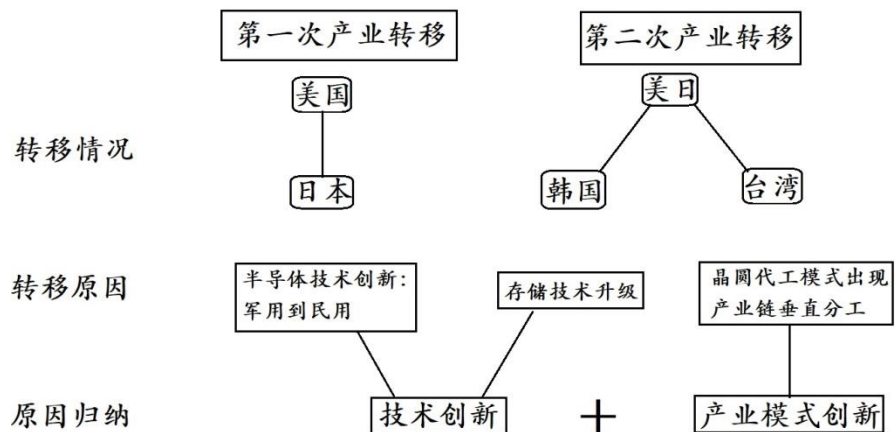 第一次产业转移
第二次产业转移
美国
美日
转移情况
日本
韩国
台湾
转移原因
半导体技术创新:
军用到民用
存储技术升级
晶圆代工模式出现
产业链垂直分工
原因归纳
技术创新
+
产业模式创新